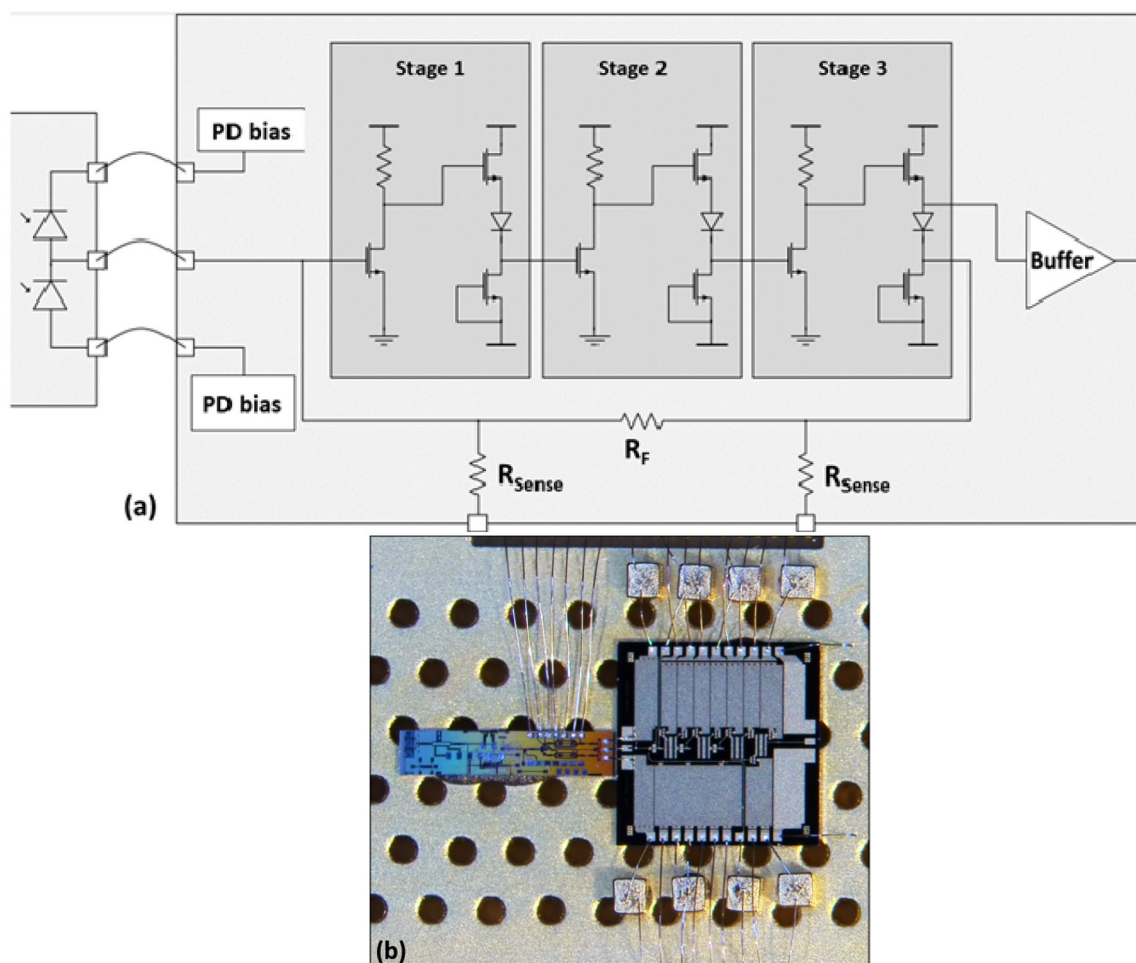 Stage 1
Stage 2
Stage 3
PD bias
Buffer
PD bias
R_F
R_Sense
R_Sense
(a)
(b)